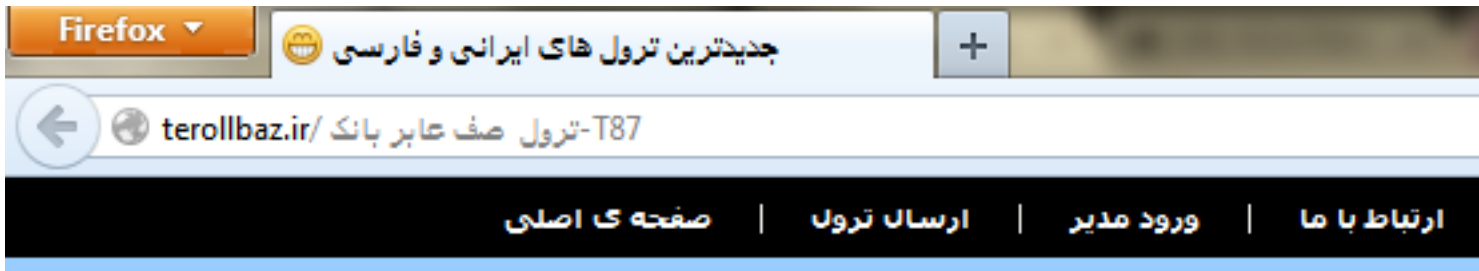 Firefox
جدیدترین ترول های ایرانی و فارسی 😁
+
terollbaz.ir/ترول صف عابر بانک-T87
صفحه ی اصلی | ارسال ترول | ورود مدیر | ارتباط با ما